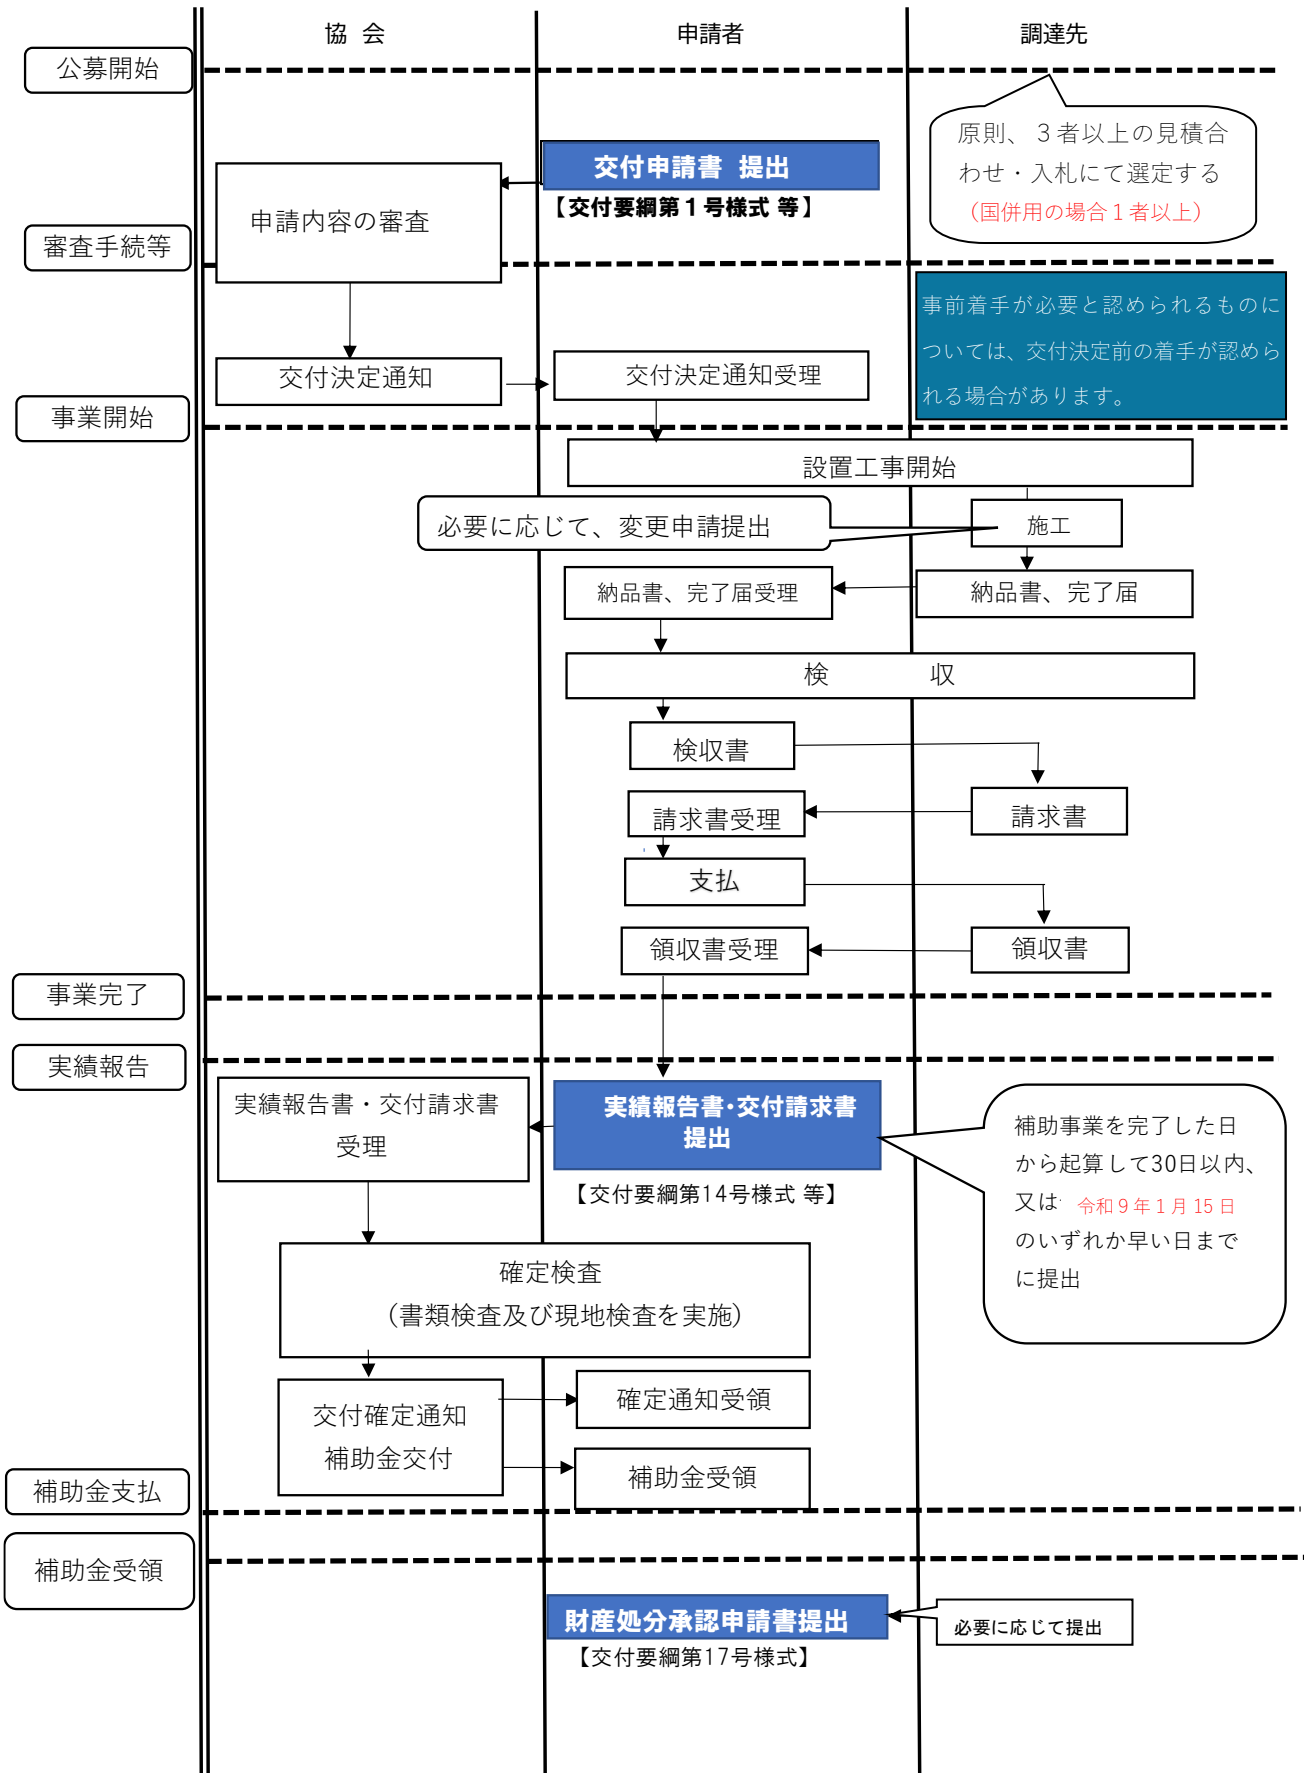 協 会
申請者
調達先
公募開始
原則、３者以上の見積合
わせ・入札にて選定する
（国併用の場合１者以上）
交付申請書 提出
【交付要綱第１号様式 等】
申請内容の審査
審査手続等
事前着手が必要と認められるものに
ついては、交付決定前の着手が認めら
れる場合があります。
交付決定通知
交付決定通知受理
事業開始
設置工事開始
必要に応じて、変更申請提出
施工
納品書、完了届受理
納品書、完了届
検 収
検収書
請求書受理
請求書
支払
領収書受理
領収書
事業完了
実績報告
実績報告書・交付請求書
受理
実績報告書・交付請求書
提出
【交付要綱第14号様式 等】
補助事業を完了した日
から起算して30日以内、
又は 令和９年１月15日
のいずれか早い日まで
に提出
確定検査
（書類検査及び現地検査を実施）
交付確定通知
補助金交付
確定通知受領
補助金受領
補助金支払
補助金受領
財産処分承認申請書提出
【交付要綱第17号様式】
必要に応じて提出